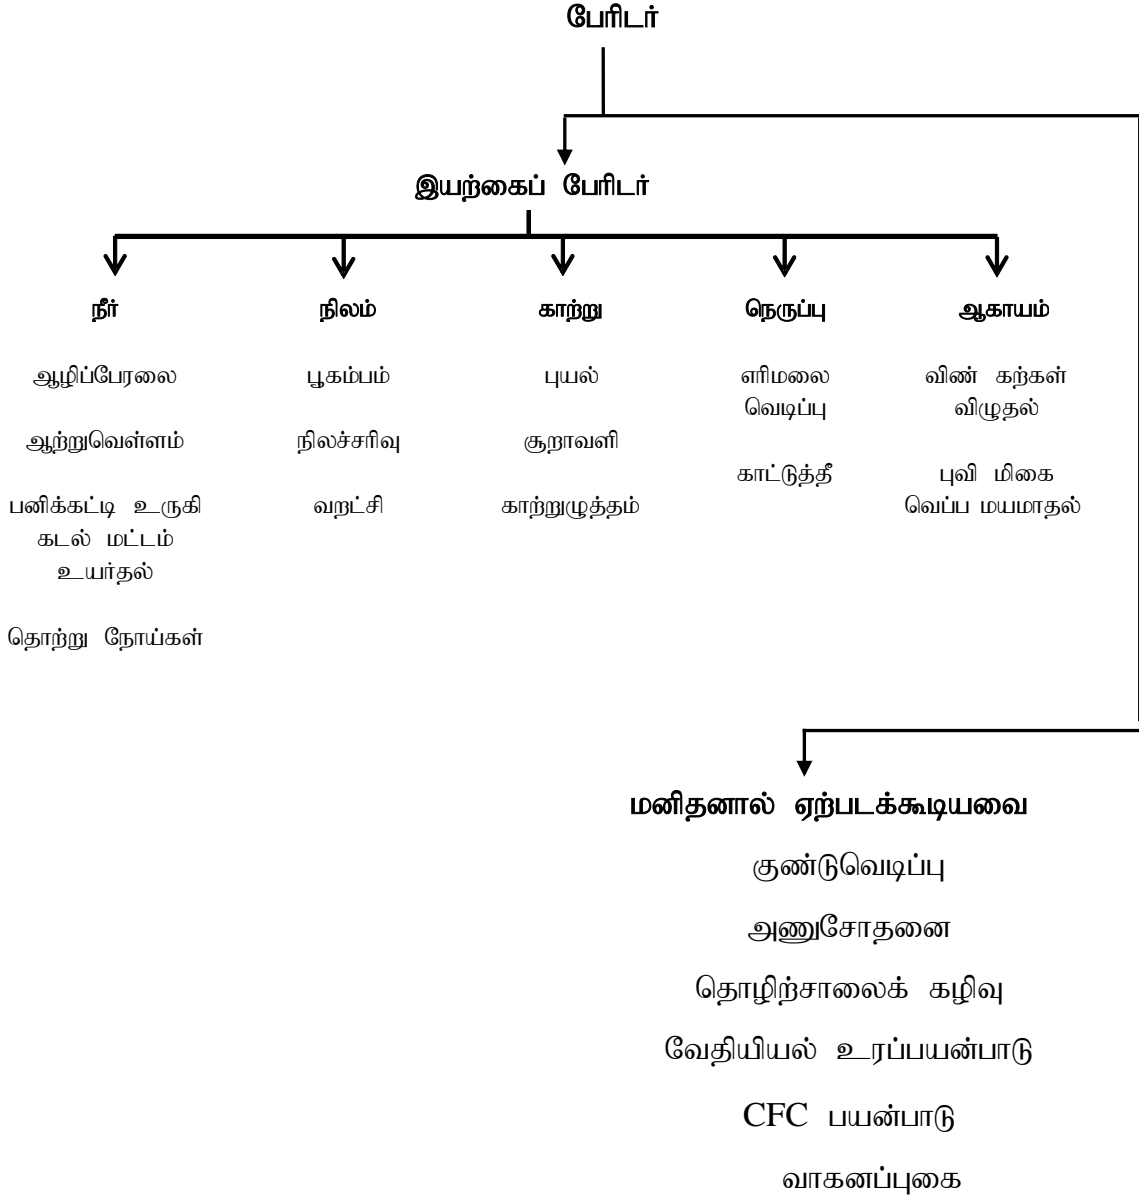 பேரிடர்
இயற்கைப் பேரிடர்
நீர்
ஆழிப்பேரலை
ஆற்றுவெள்ளம்
பனிக்கட்டி உருகி
கடல் மட்டம்
உயர்தல்
தொற்று நோய்கள்
நிலம்
பூகம்பம்
நிலச்சரிவு
வறட்சி
காற்று
புயல்
சூறாவளி
காற்றுழுத்தம்
நெருப்பு
எரிமலை
வெடிப்பு
காட்டுத்தீ
ஆகாயம்
விண் கற்கள்
விழுதல்
புவி மிகை
வெப்ப மயமாதல்
மனிதனால் ஏற்படக்கூடியவை
குண்டுவெடிப்பு
அணுசோதனை
தொழிற்சாலைக் கழிவு
வேதியியல் உரப்பயன்பாடு
CFC பயன்பாடு
வாகனப்புகை